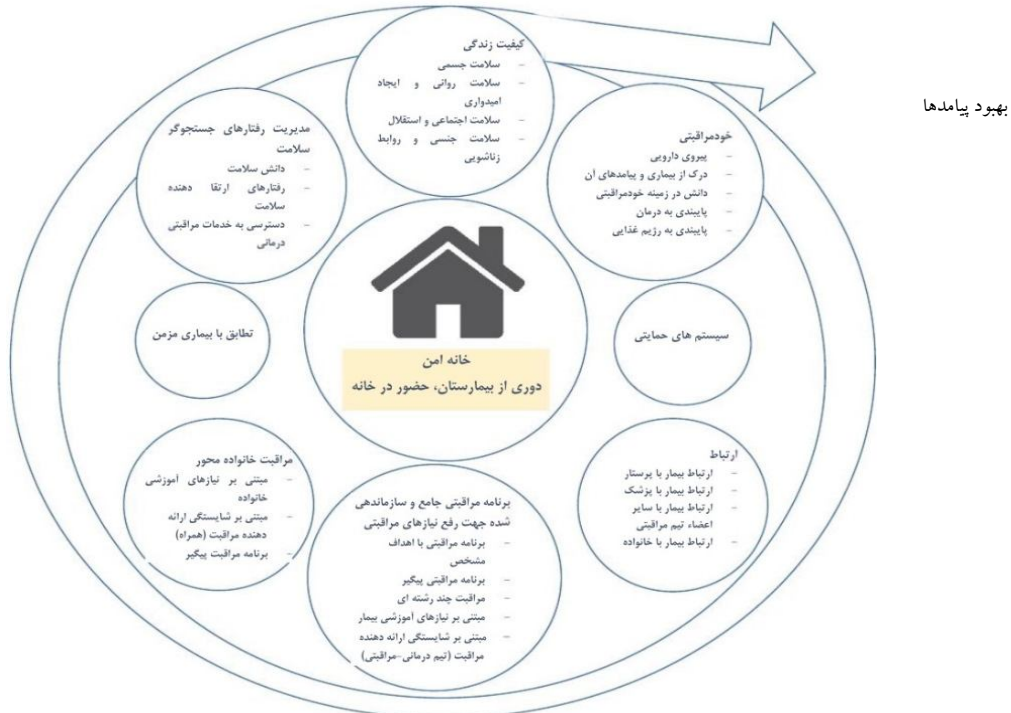 بهبود پیامدها
کیفیت زندگی
- سلامت جسمی
- سلامت روانی و ایجاد
امیدواری
- سلامت اجتماعی و استقلال
- سلامت جنسی و روابط
زناشویی
خودمراقبتی
- پیروی دارویی
- درک از بیماری و پیامدهای آن
- دانش در زمینه خودمراقبتی
- پایبندی به درمان
- پایبندی به رژیم غذایی
مدیریت رفتارهای جستجوگر
سلامت
- دانش سلامت
- رفتارهای ارتقا دهنده
سلامت
- دسترسی به خدمات مراقبتی
درمانی
سیستم های حمایتی
خانه امن
دوری از بیمارستان، حضور در خانه
تطابق با بیماری مزمن
ارتباط
- ارتباط بیمار با پرستار
- ارتباط بیمار با پزشک
- ارتباط بیمار با سایر
اعضاء تیم مراقبتی
- ارتباط بیمار با خانواده
برنامه مراقبتی جامع و سازماندهی
شده جهت رفع نیازهای مراقبتی
- برنامه مراقبتی با اهداف
مشخص
- برنامه مراقبتی پیگیر
- مراقبت چند رشته ای
- مبتنی بر نیازهای آموزشی بیمار
- مبتنی بر شایستگی ارائه دهنده
مراقبت (تیم درمانی-مراقبتی)
مراقبت خانواده محور
- مبتنی بر نیازهای آموزشی
خانواده
- مبتنی بر شایستگی ارائه
دهنده مراقبت (همراه)
- برنامه مراقبت پیگیر